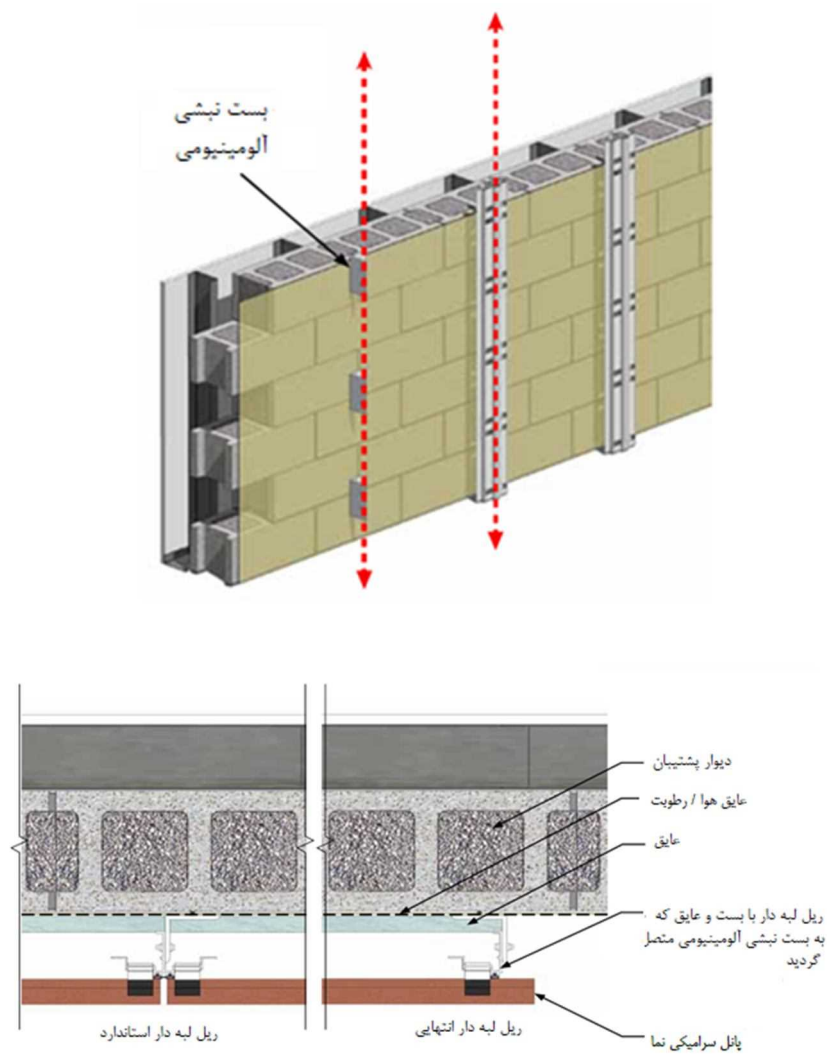 بست نبشی
آلومینیومی
دیوار پشتیبان
عایق هوا / رطوبت
عایق
ریل لبه دار با بست و عایق که
به بست نبشی آلومینیومی متصل
گردید
ریل لبه دار استاندارد
ریل لبه دار انتهایی
پانل سرامیکی نما